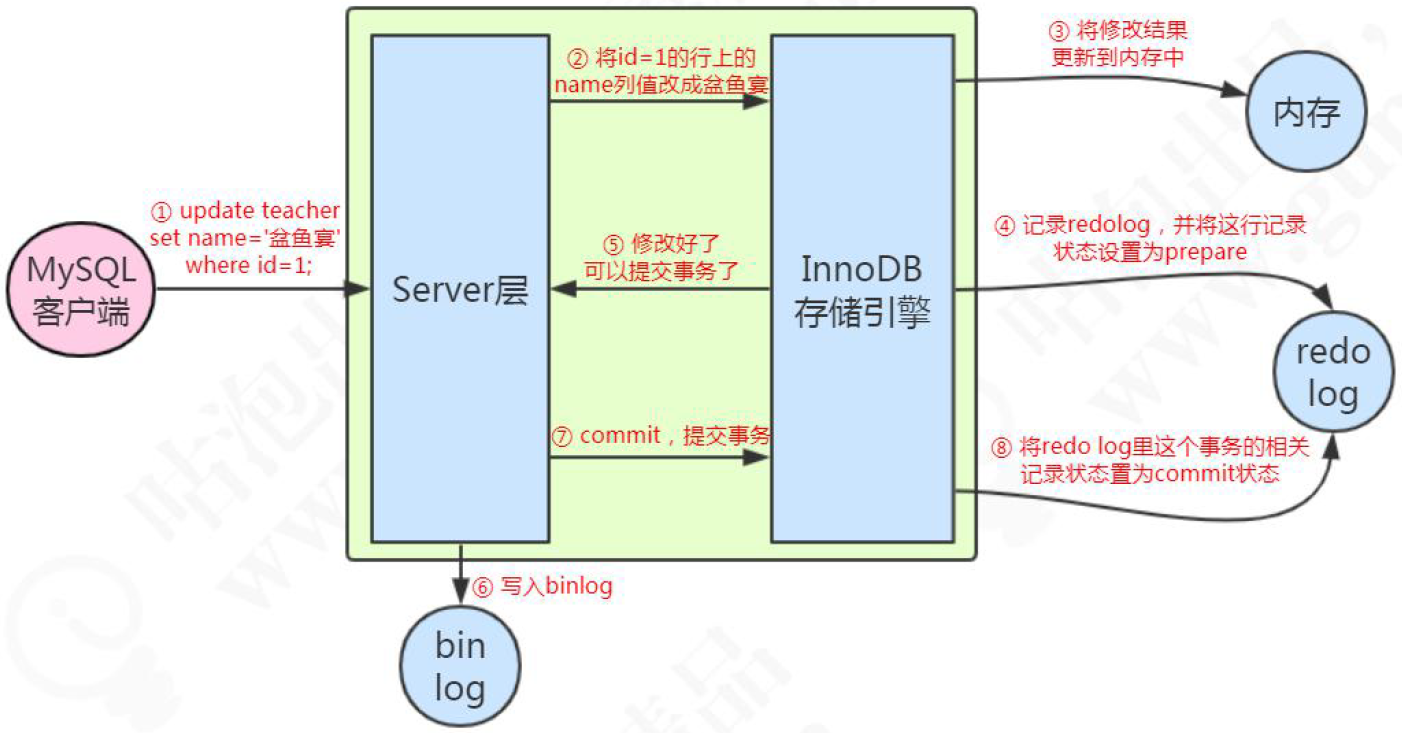 ① update teacher
set name='盆鱼宴'
where id=1;
MySQL
客户端
Server层
② 将id=1的行上的
name列值改成盆鱼宴
⑤ 修改好了
可以提交事务了
⑦ commit，提交事务
InnoDB
存储引擎
③ 将修改结果
更新到内存中
内存
④ 记录redolog，并将这行记录
状态设置为prepare
redo
log
⑧ 将redo log里这个事务的相关
记录状态置为commit状态
⑥ 写入binlog
bin
log